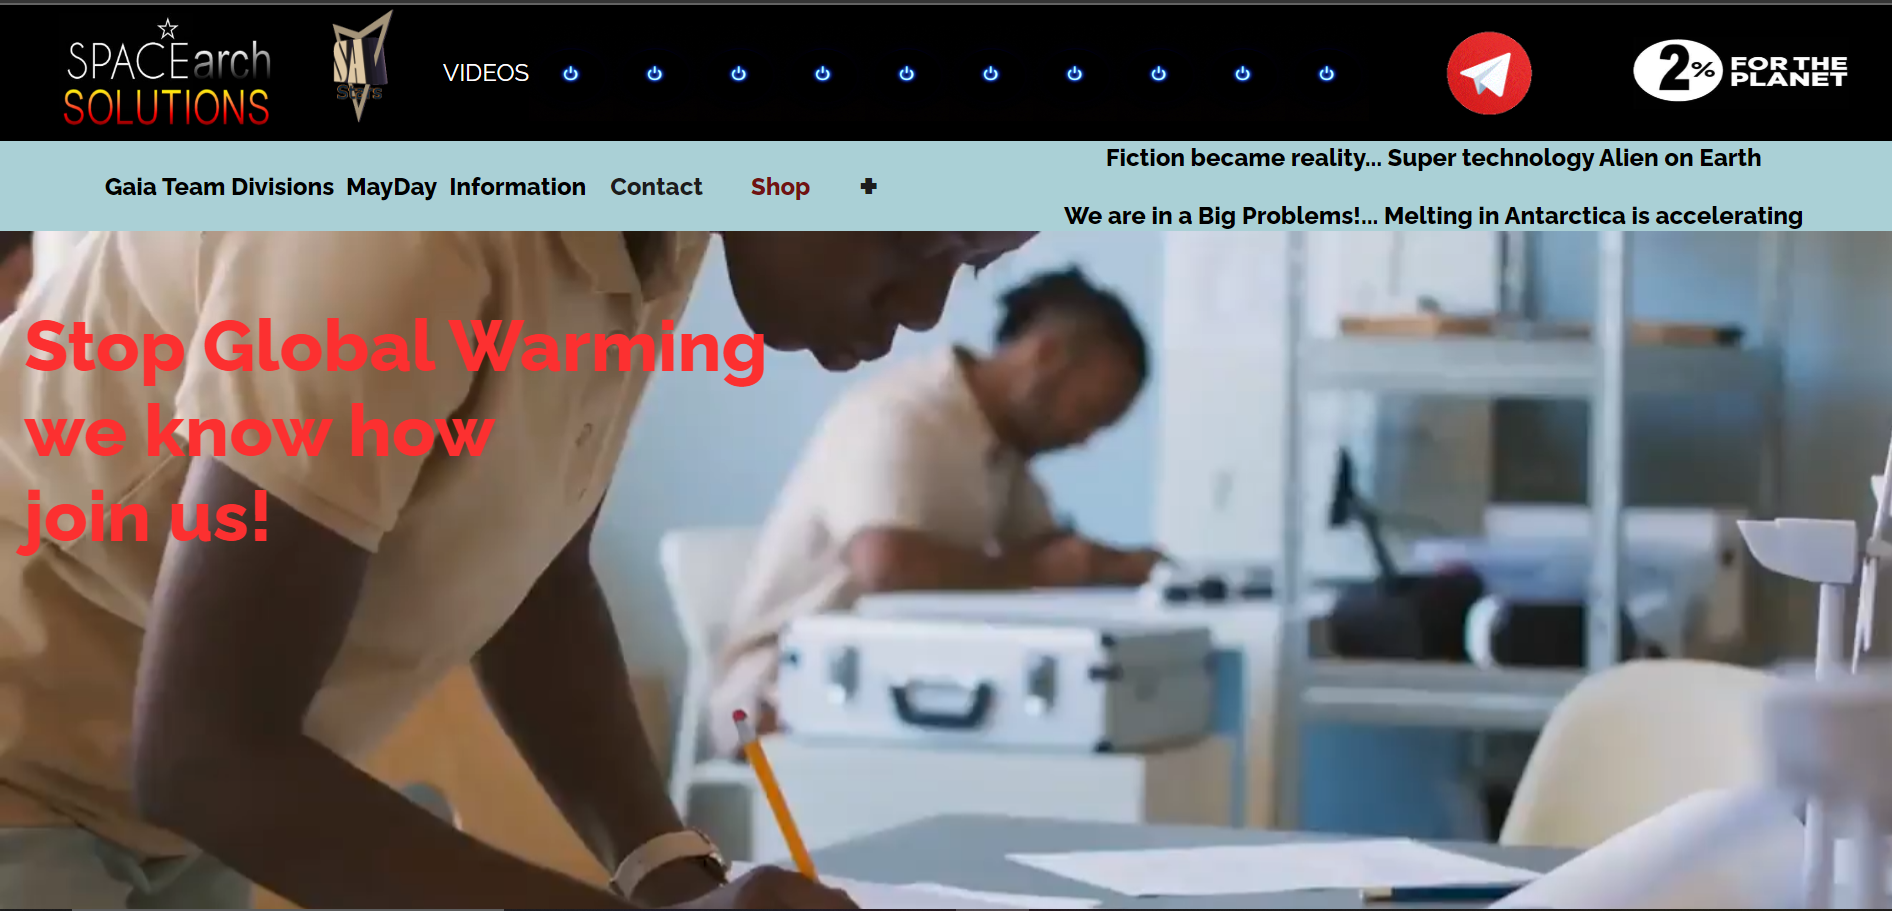 SPACEarch
SOLUTIONS
SAV
Stars
VIDEOS
2% FOR THE
PLANET
Gaia Team Divisions MayDay Information Contact Shop +
Fiction became reality... Super technology Alien on Earth
We are in a Big Problems!... Melting in Antarctica is accelerating
Stop Global Warming
we know how
join us!